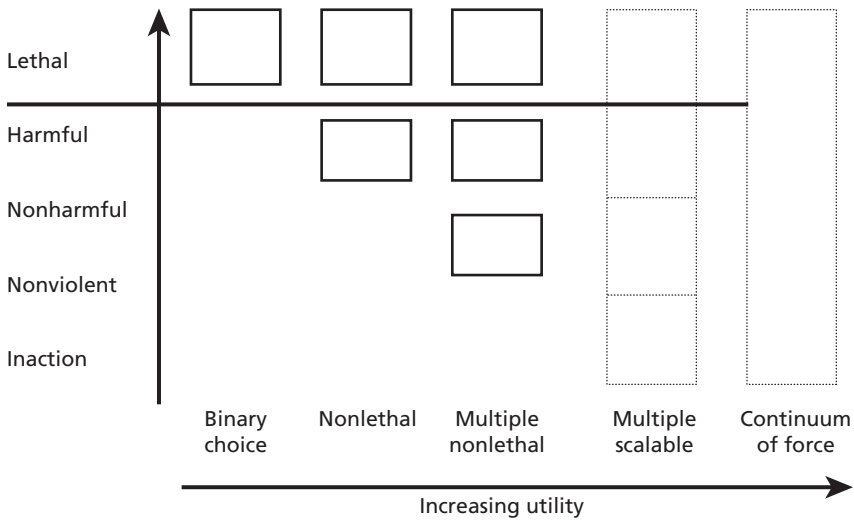 Lethal
Harmful
Nonharmful
Nonviolent
Inaction
Binary
choice
Nonlethal
Multiple
nonlethal
Multiple
scalable
Continuum
of force
Increasing utility